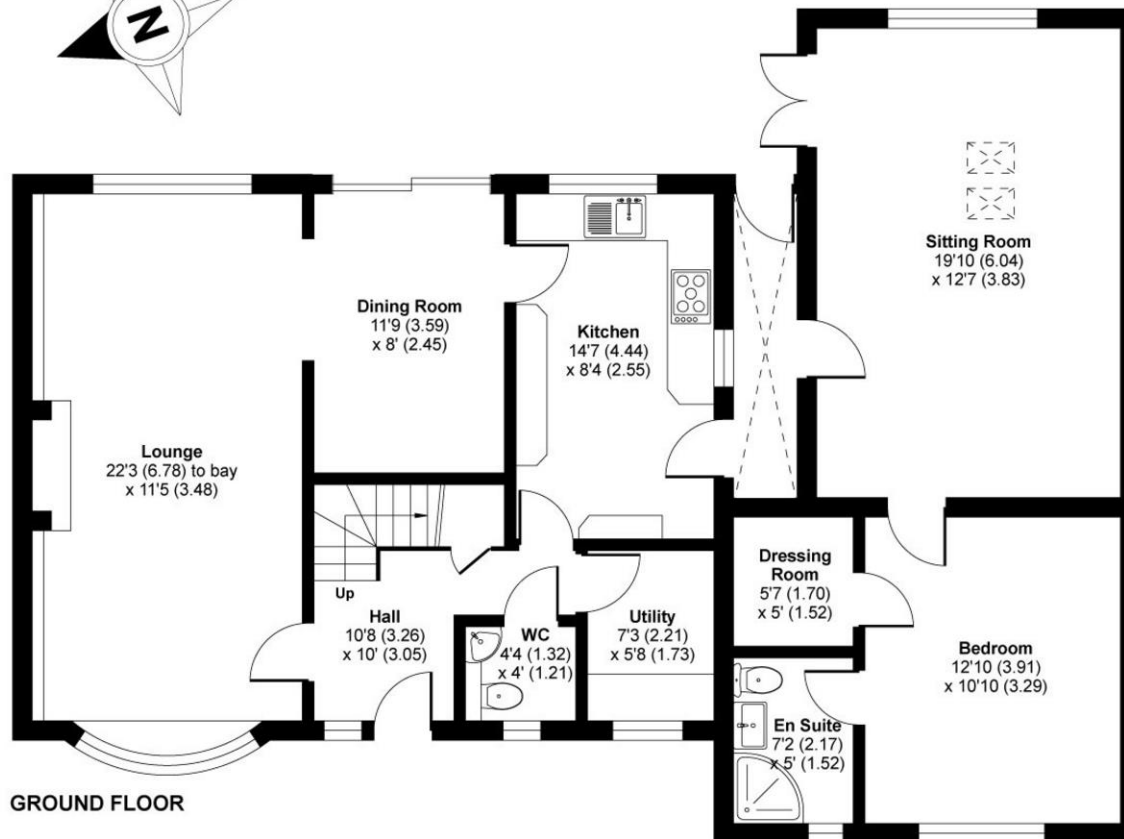 N
Sitting Room
19'10 (6.04)
x 12'7 (3.83)
Dining Room
11'9 (3.59)
x 8' (2.45)
Kitchen
14'7 (4.44)
x 8'4 (2.55)
Lounge
22'3 (6.78) to bay
x 11'5 (3.48)
Up
Hall
10'8 (3.26)
x 10' (3.05)
WC
4'4 (1.32)
x 4' (1.21)
Utility
7'3 (2.21)
x 5'8 (1.73)
Dressing
Room
5'7 (1.70)
x 5' (1.52)
Bedroom
12'10 (3.91)
x 10'10 (3.29)
En Suite
7'2 (2.17)
x 5' (1.52)
GROUND FLOOR